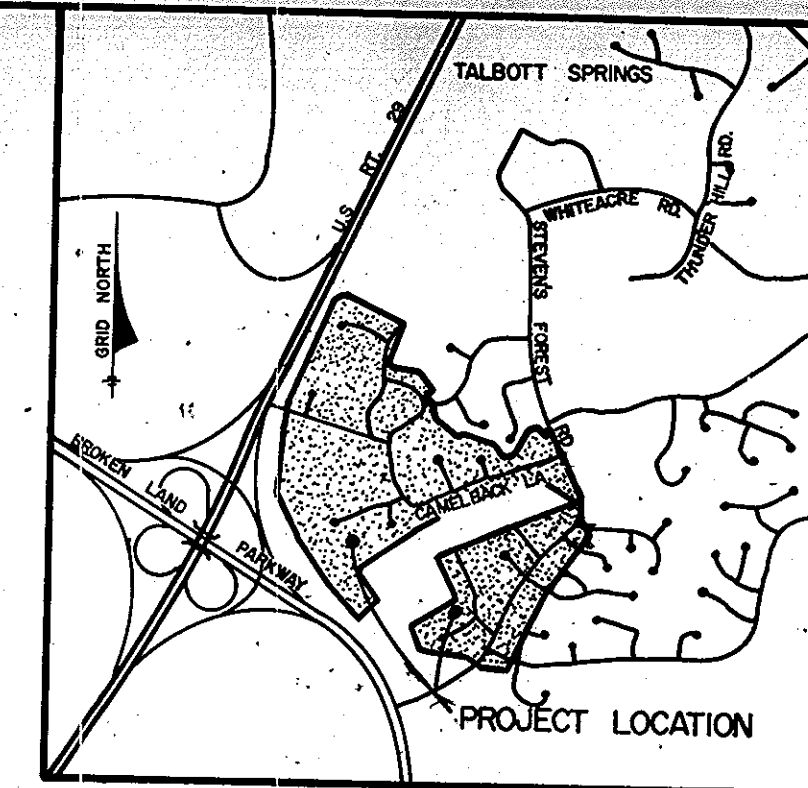 TALBOTT SPRINGS
U.S RT. 29
WHITEACRE RD.
THUNDER HILL RD.
STEVENS FOREST RD
GRID NORTH
BROKEN LAND PARKWAY
CAMELBACK LA.
PROJECT LOCATION